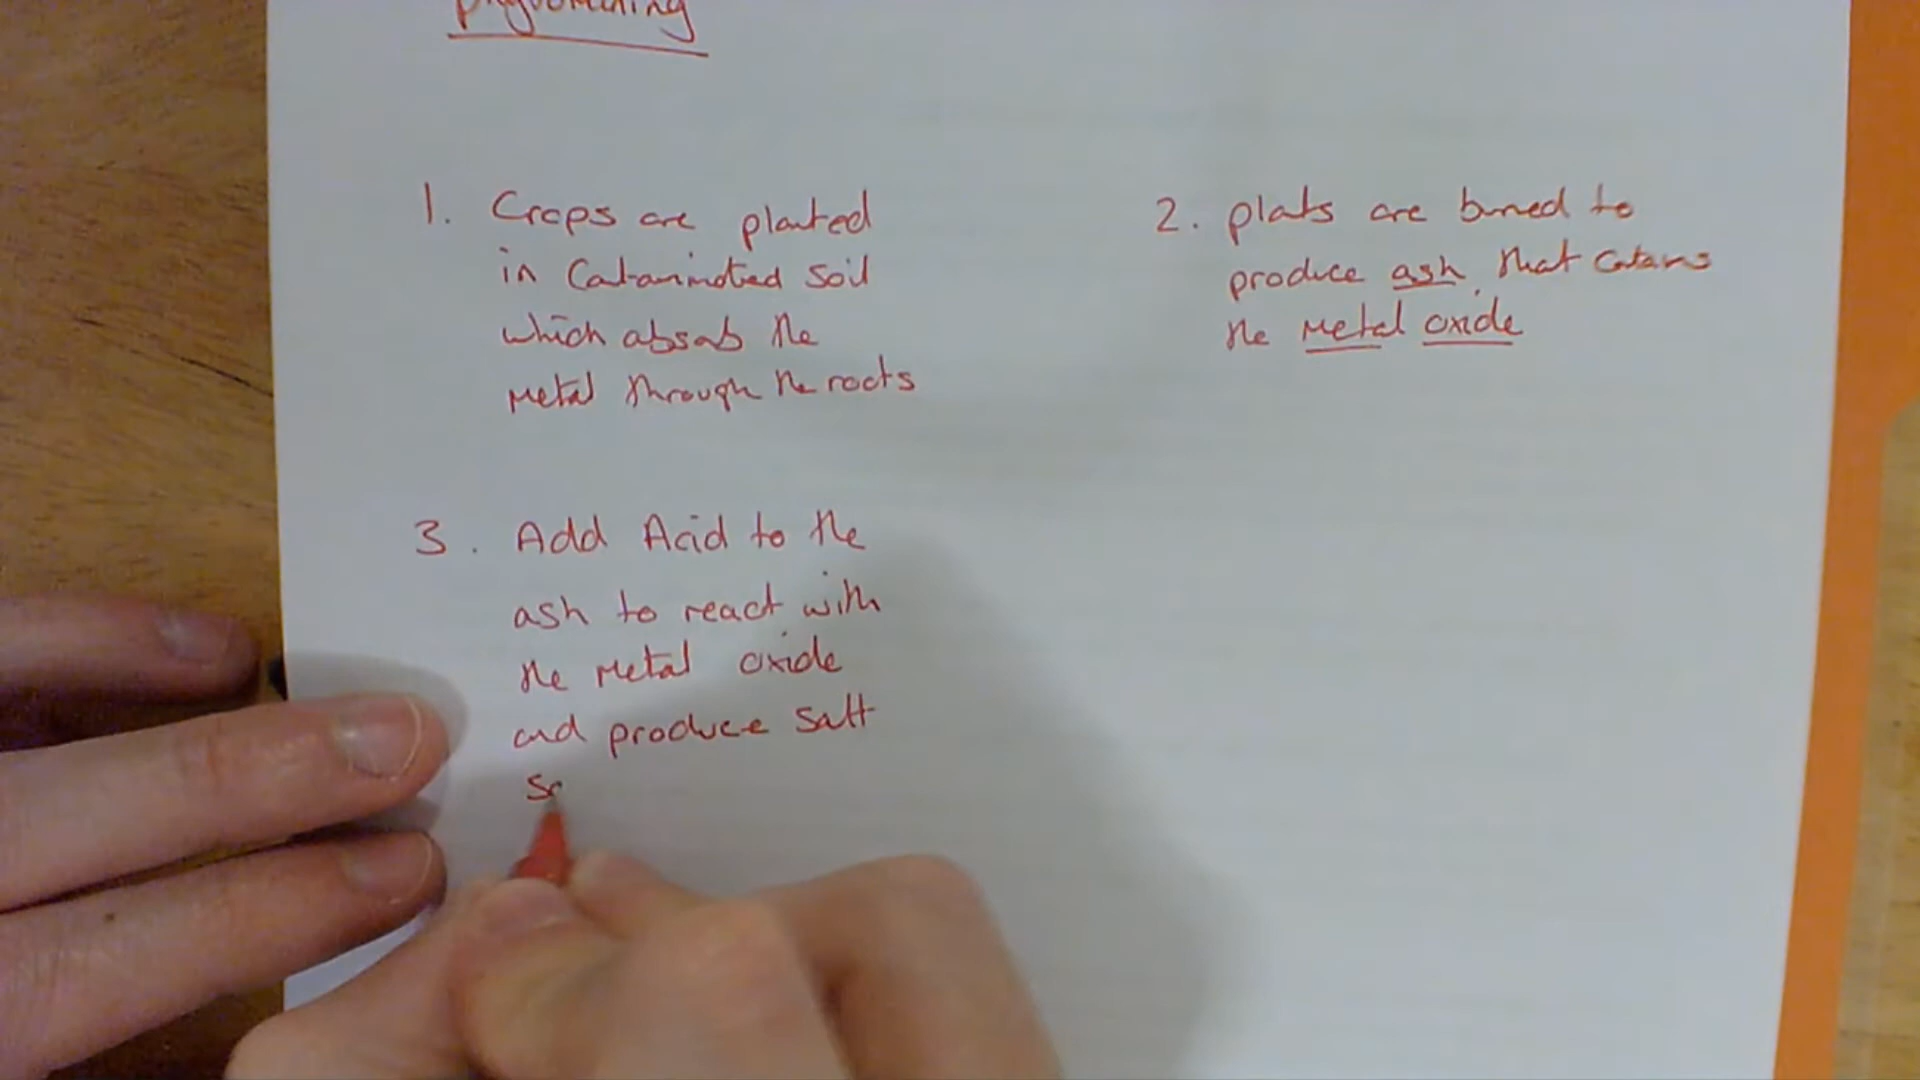 phytomining
1. Crops are planted
in Contaminated soil
which absorb the
metal through the roots
2. plants are burned to
produce ash that contains
the metal oxide
3. Add Acid to the
ash to react with
the metal oxide
and produce salt
so